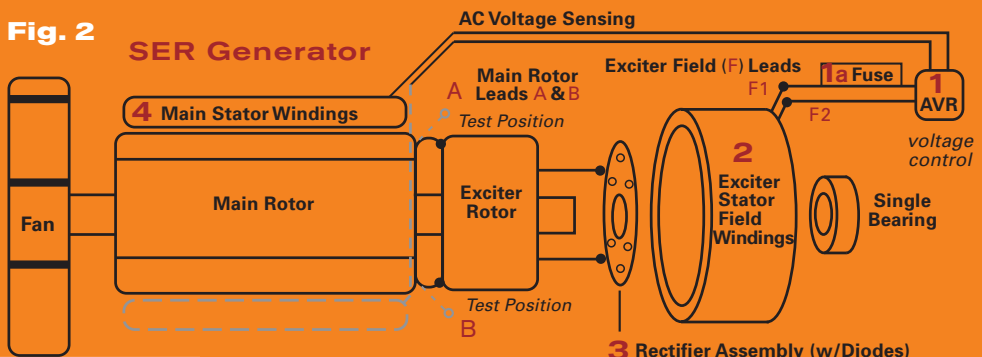 Fig. 2
SER Generator
AC Voltage Sensing
4 Main Stator Windings
A
Main Rotor
Leads A & B
Test Position
Exciter Field (F) Leads
F1
1a Fuse
1
AVR
F2
voltage
control
Fan
Main Rotor
Exciter
Rotor
2
Exciter
Stator
Field
Windings
Single
Bearing
Test Position
B
3 Rectifier Assembly (w/Diodes)